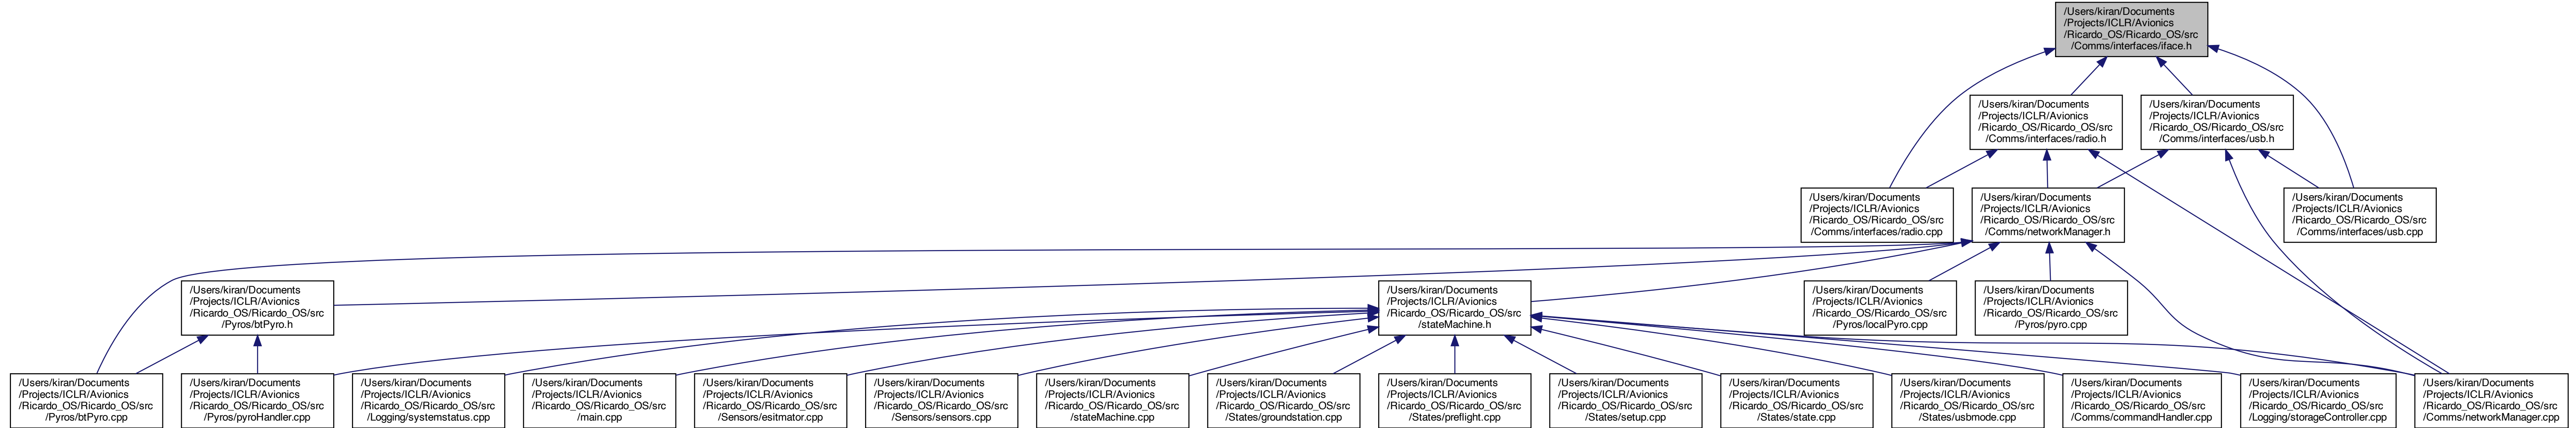 /Users/kiran/Documents
/Projects/ICLR/Avionics
/Ricardo_OS/Ricardo_OS/src
/Comms/interfaces/iface.h
/Users/kiran/Documents
/Projects/ICLR/Avionics
/Ricardo_OS/Ricardo_OS/src
/Comms/interfaces/radio.h
/Users/kiran/Documents
/Projects/ICLR/Avionics
/Ricardo_OS/Ricardo_OS/src
/Comms/interfaces/usb.h
/Users/kiran/Documents
/Projects/ICLR/Avionics
/Ricardo_OS/Ricardo_OS/src
/Comms/interfaces/radio.cpp
/Users/kiran/Documents
/Projects/ICLR/Avionics
/Ricardo_OS/Ricardo_OS/src
/Comms/networkManager.h
/Users/kiran/Documents
/Projects/ICLR/Avionics
/Ricardo_OS/Ricardo_OS/src
/Comms/interfaces/usb.cpp
/Users/kiran/Documents
/Projects/ICLR/Avionics
/Ricardo_OS/Ricardo_OS/src
/Pyros/btPyro.h
/Users/kiran/Documents
/Projects/ICLR/Avionics
/Ricardo_OS/Ricardo_OS/src
/stateMachine.h
/Users/kiran/Documents
/Projects/ICLR/Avionics
/Ricardo_OS/Ricardo_OS/src
/Pyros/localPyro.cpp
/Users/kiran/Documents
/Projects/ICLR/Avionics
/Ricardo_OS/Ricardo_OS/src
/Pyros/pyro.cpp
/Users/kiran/Documents
/Projects/ICLR/Avionics
/Ricardo_OS/Ricardo_OS/src
/Pyros/btPyro.cpp
/Users/kiran/Documents
/Projects/ICLR/Avionics
/Ricardo_OS/Ricardo_OS/src
/Pyros/pyroHandler.cpp
/Users/kiran/Documents
/Projects/ICLR/Avionics
/Ricardo_OS/Ricardo_OS/src
/Logging/systemstatus.cpp
/Users/kiran/Documents
/Projects/ICLR/Avionics
/Ricardo_OS/Ricardo_OS/src
/main.cpp
/Users/kiran/Documents
/Projects/ICLR/Avionics
/Ricardo_OS/Ricardo_OS/src
/Sensors/esitmator.cpp
/Users/kiran/Documents
/Projects/ICLR/Avionics
/Ricardo_OS/Ricardo_OS/src
/Sensors/sensors.cpp
/Users/kiran/Documents
/Projects/ICLR/Avionics
/Ricardo_OS/Ricardo_OS/src
/stateMachine.cpp
/Users/kiran/Documents
/Projects/ICLR/Avionics
/Ricardo_OS/Ricardo_OS/src
/States/groundstation.cpp
/Users/kiran/Documents
/Projects/ICLR/Avionics
/Ricardo_OS/Ricardo_OS/src
/States/preflight.cpp
/Users/kiran/Documents
/Projects/ICLR/Avionics
/Ricardo_OS/Ricardo_OS/src
/States/setup.cpp
/Users/kiran/Documents
/Projects/ICLR/Avionics
/Ricardo_OS/Ricardo_OS/src
/States/state.cpp
/Users/kiran/Documents
/Projects/ICLR/Avionics
/Ricardo_OS/Ricardo_OS/src
/States/usbmode.cpp
/Users/kiran/Documents
/Projects/ICLR/Avionics
/Ricardo_OS/Ricardo_OS/src
/Comms/commandHandler.cpp
/Users/kiran/Documents
/Projects/ICLR/Avionics
/Ricardo_OS/Ricardo_OS/src
/Logging/storageController.cpp
/Users/kiran/Documents
/Projects/ICLR/Avionics
/Ricardo_OS/Ricardo_OS/src
/Comms/networkManager.cpp